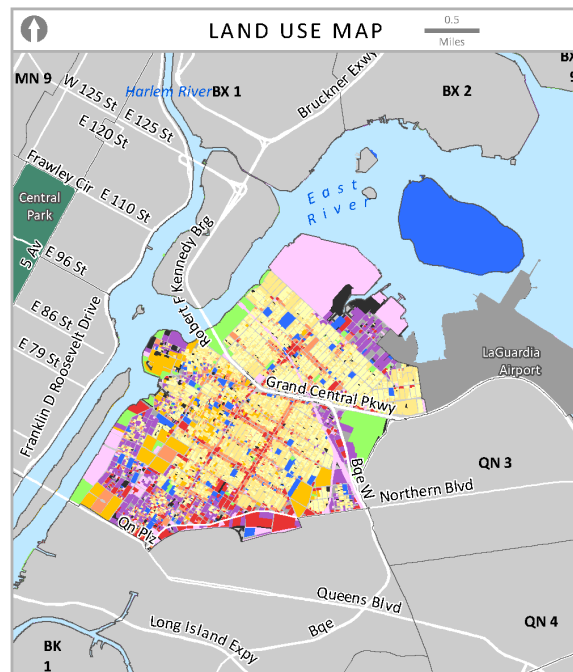 LAND USE MAP
0.5
Miles
MN 9
W 125 St
Harlem River
BX 1
Bruckner Expwy
BX 2
BX
9
E 125 St
E 120 St
Frawley Cir
E 110 St
East
River
Central
Park
5 Av
E 96 St
Robert F Kennedy Brg
E 86 St
E 79 St
Franklin D Roosevelt Drive
LaGuardia
Airport
Grand Central Pkwy
Bqe W
QN 3
Northern Blvd
Qn Plz
Queens Blvd
Bqe
Long Island Expy
QN 4
BK
1